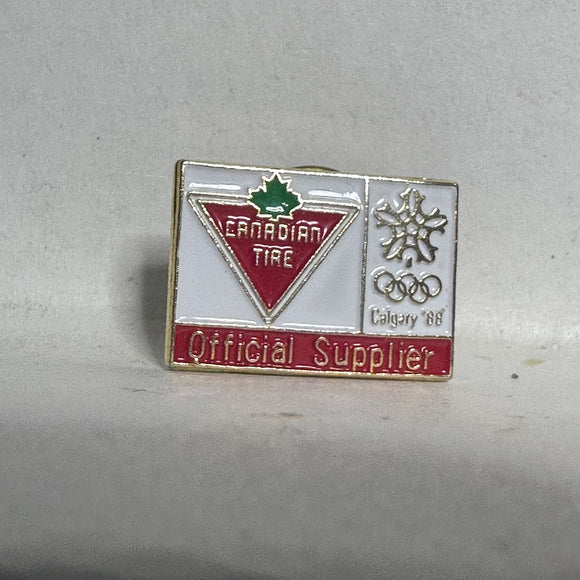 CANADIAN
TIRE
Calgary '88
Official Supplier